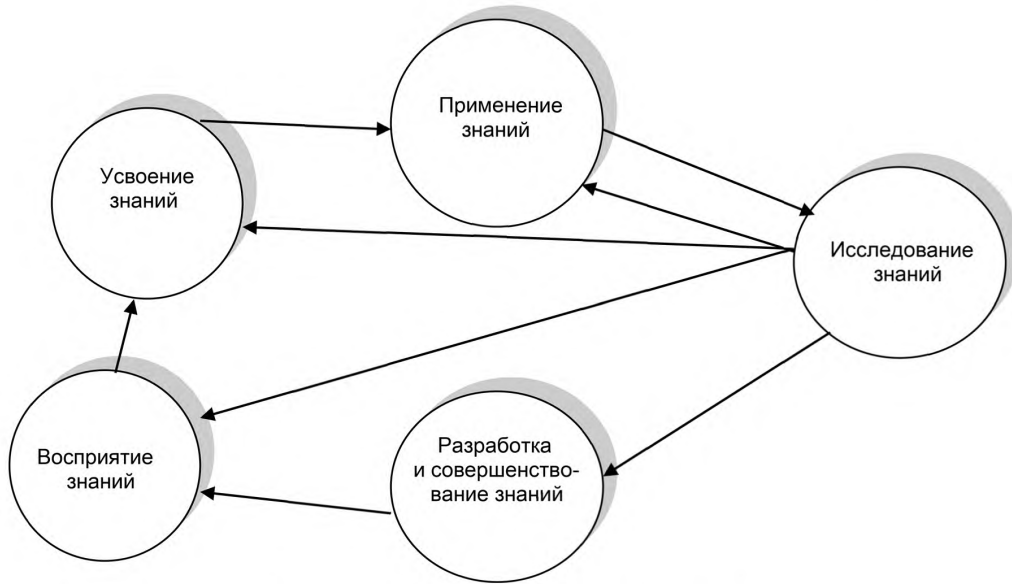 Применение
знаний
Усвоение
знаний
Исследование
знаний
Восприятие
знаний
Разработка
и совершенство-
вание знаний